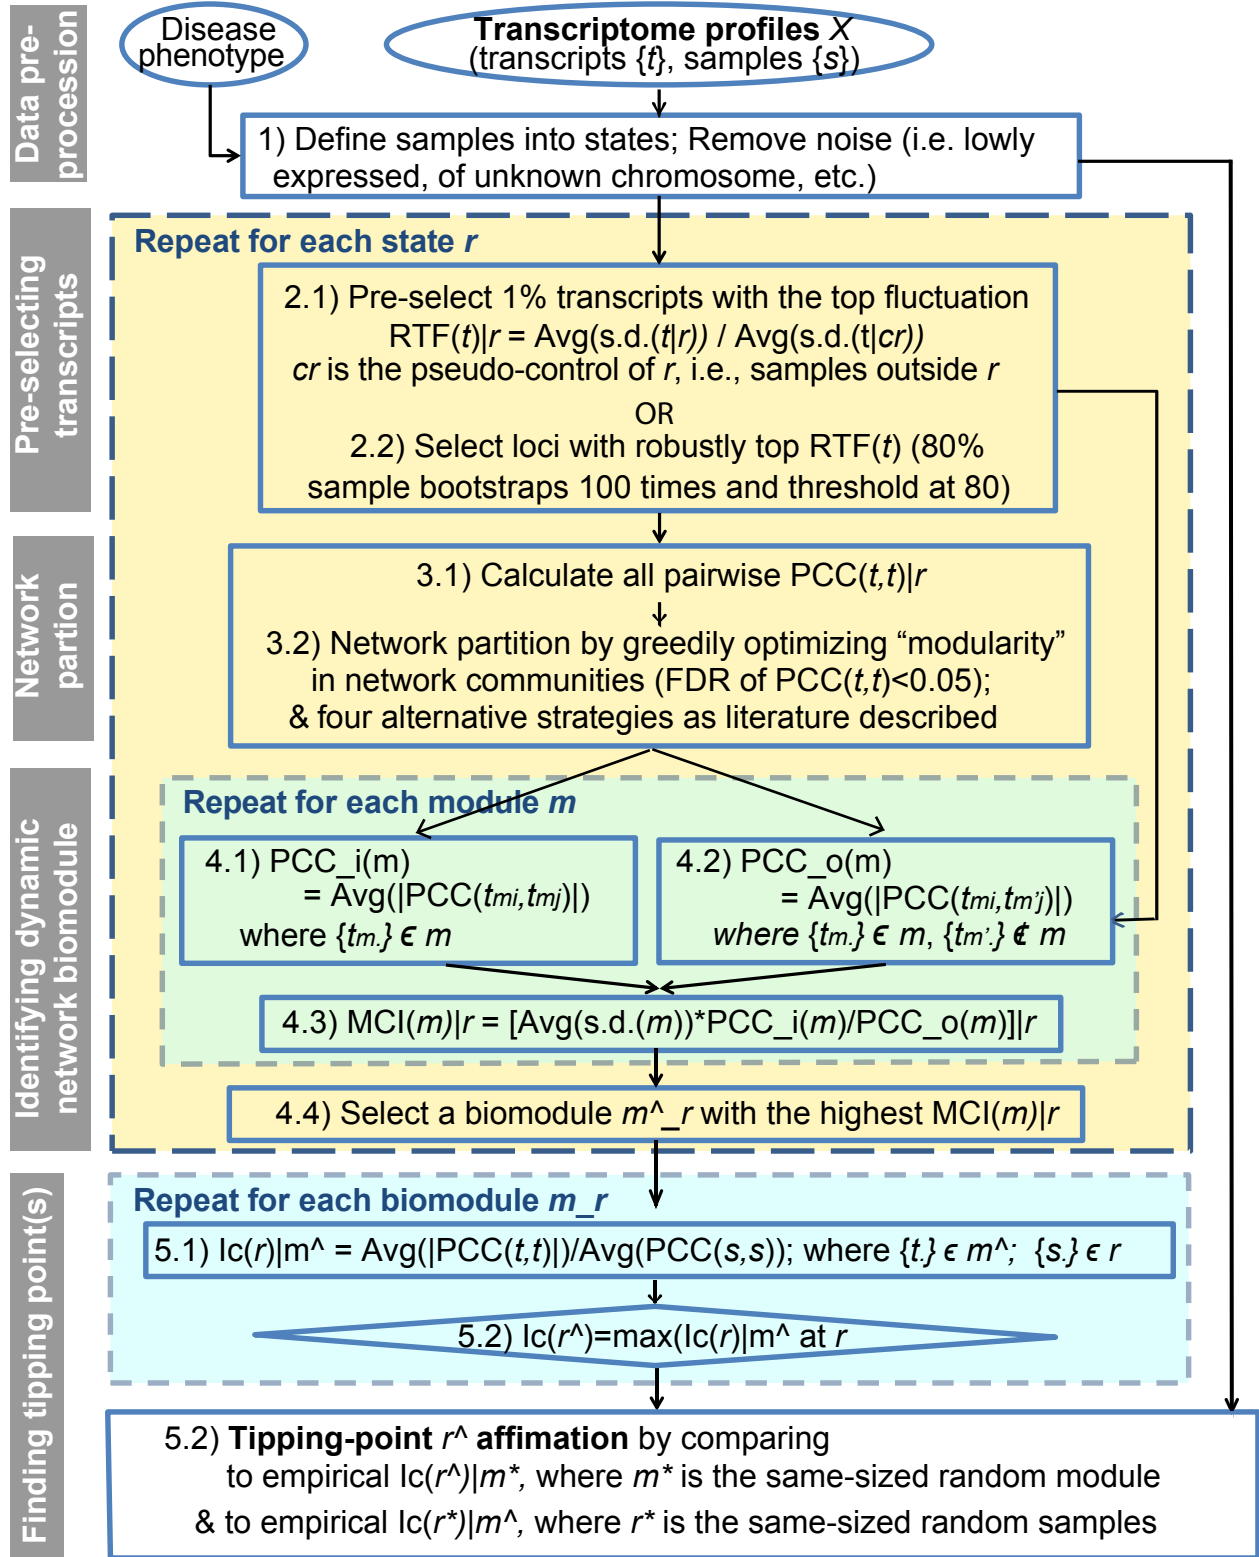 Data pre-
procession
Disease
phenotype
Transcriptome profiles X
(transcripts {t}, samples {s})
1) Define samples into states; Remove noise (i.e. lowly
expressed, of unknown chromosome, etc.)
Pre-selecting
transcripts
Repeat for each state r
2.1) Pre-select 1% transcripts with the top fluctuation
RTF(t)|r = Avg(s.d.(t|r)) / Avg(s.d.(t|cr))
cr is the pseudo-control of r, i.e., samples outside r
OR
2.2) Select loci with robustly top RTF(t) (80%
sample bootstraps 100 times and threshold at 80)
Network
partion
3.1) Calculate all pairwise PCC(t,t)|r
3.2) Network partition by greedily optimizing “modularity”
in network communities (FDR of PCC(t,t)<0.05);
& four alternative strategies as literature described
Identifying dynamic
network biomodule
Repeat for each module m
4.1) PCC_i(m)
= Avg(|PCC(tmi,tmj)|)
where {tm.} ϵ m
4.2) PCC_o(m)
= Avg(|PCC(tmi,tm'j)|)
where {tm.} ϵ m, {tm'.} ∉ m
4.3) MCI(m)|r = [Avg(s.d.(m))*PCC_i(m)/PCC_o(m)]|r
4.4) Select a biomodule m^_r with the highest MCI(m)|r
Finding tipping point(s)
Repeat for each biomodule m_r
5.1) Ic(r)|m^ = Avg(|PCC(t,t)|)/Avg(PCC(s,s)); where {t.} ϵ m^; {s.} ϵ r
5.2) Ic(r^)=max(Ic(r)|m^ at r
5.2) Tipping-point r^ affimation by comparing
to empirical Ic(r^)|m*, where m* is the same-sized random module
& to empirical Ic(r*)|m^, where r* is the same-sized random samples